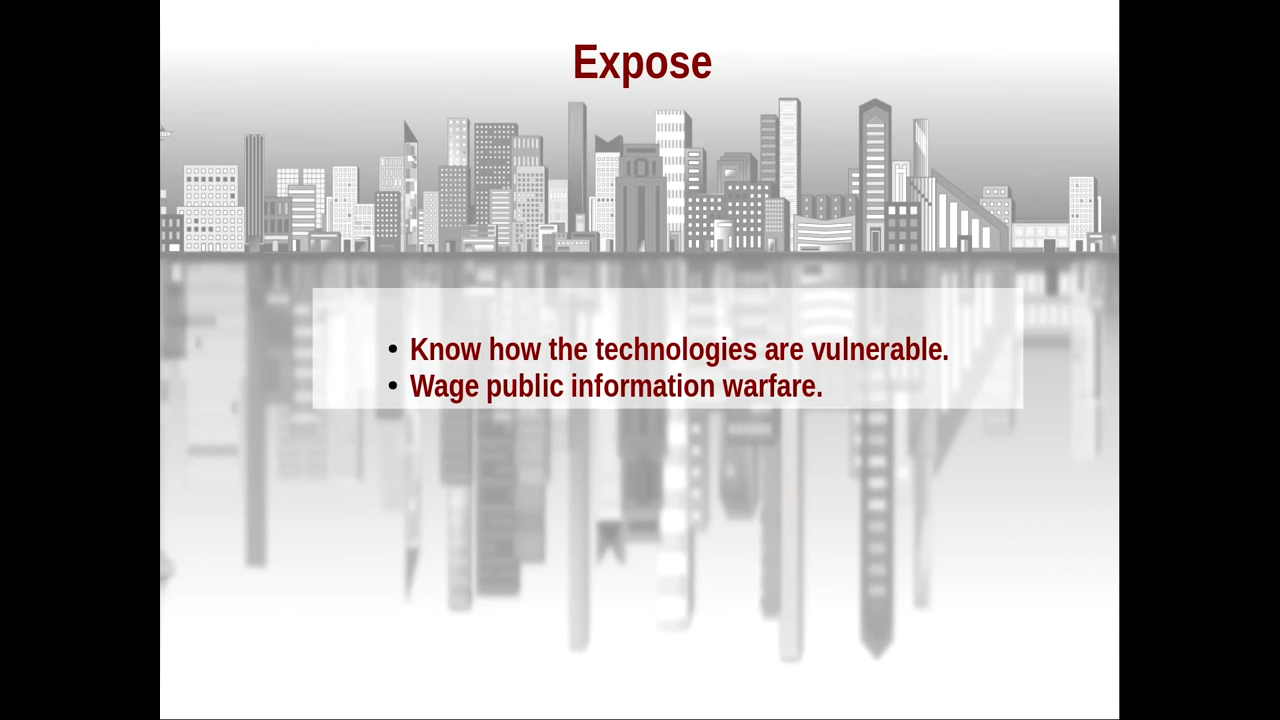 Expose
• Know how the technologies are vulnerable.
• Wage public information warfare.